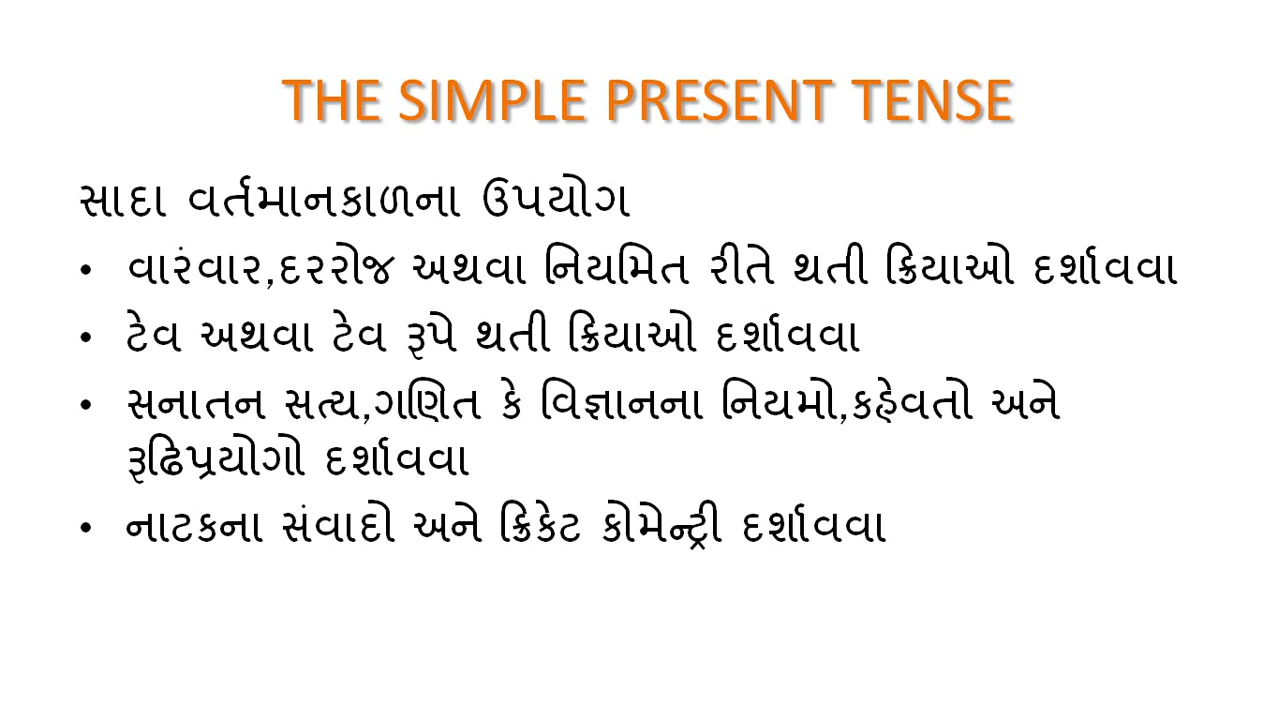 THE SIMPLE PRESENT TENSE
સાદા વર્તમાનકાળના ઉપયોગ
• વારંવાર,દરરોજ અથવા નિયમિત રીતે થતી ક્રિયાઓ દર્શાવવા
• ટેવ અથવા ટેવ રૂપે થતી ક્રિયાઓ દર્શાવવા
• સનાતન સત્ય,ગણિત કે વિજ્ઞાનના નિયમો,કહેવતો અને
રૂઢિપ્રયોગો દર્શાવવા
• નાટકના સંવાદો અને ક્રિકેટ કોમેન્ટ્રી દર્શાવવા